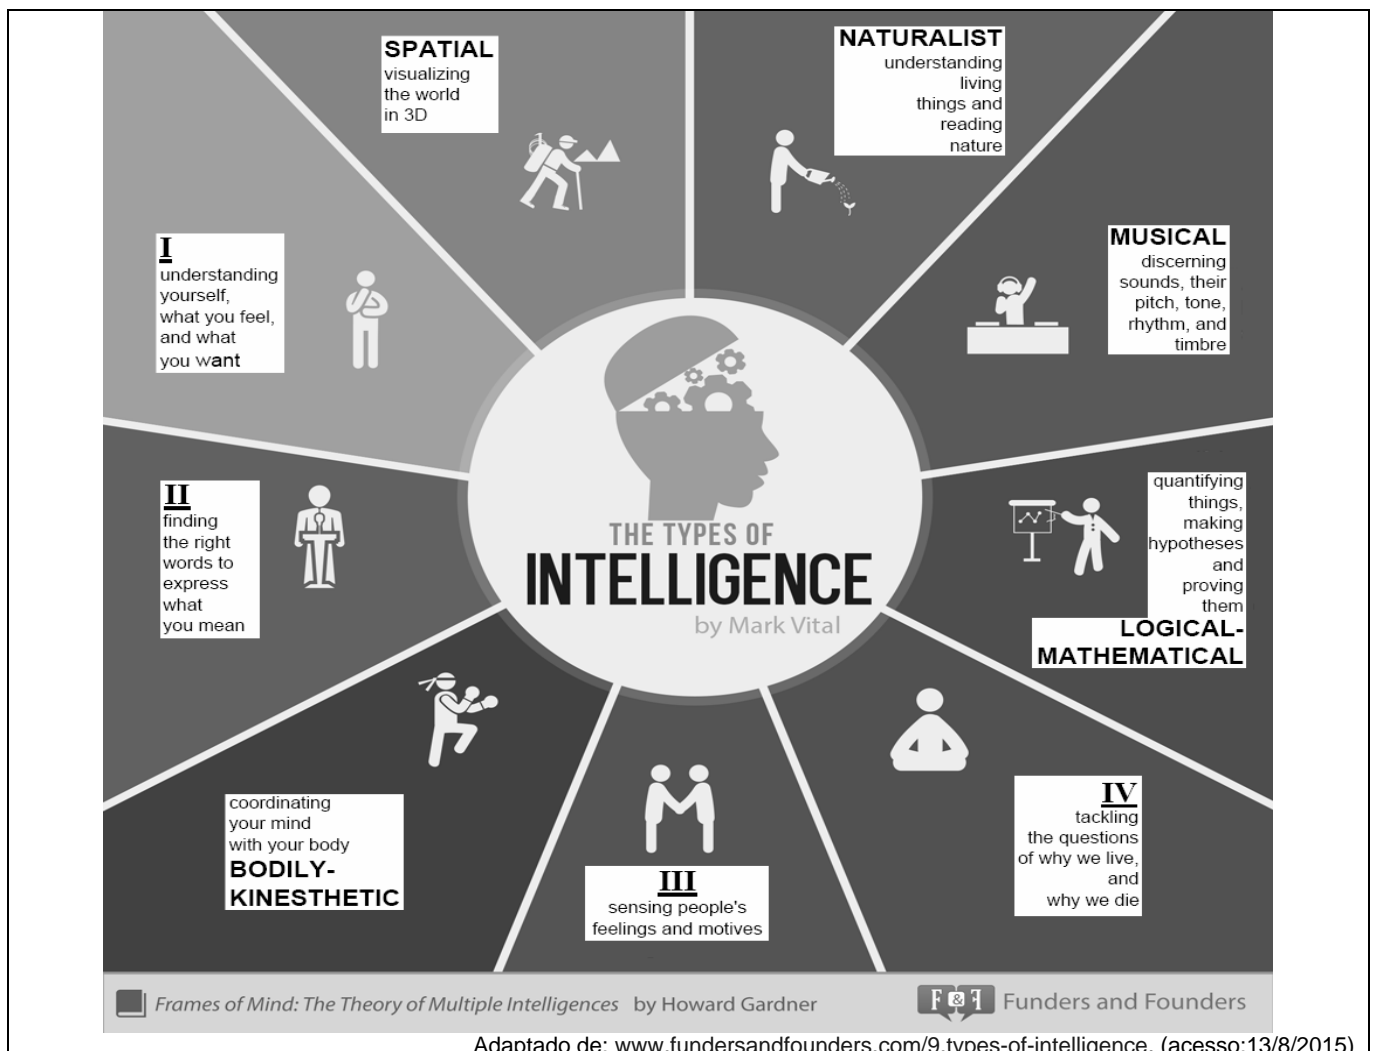 SPATIAL
visualizing
the world
in 3D
NATURALIST
understanding
living
things and
reading
nature
I
understanding
yourself,
what you feel,
and what
you want
MUSICAL
discerning
sounds, their
pitch, tone,
rhythm, and
timbre
II
finding
the right
words to
express
what
you mean
THE TYPES OF
INTELLIGENCE
by Mark Vital
quantifying
things,
making
hypotheses
and
proving
them
LOGICAL-
MATHEMATICAL
coordinating
your mind
with your body
BODILY-
KINESTHETIC
III
sensing people's
feelings and motives
IV
tackling
the questions
of why we live,
and
why we die
Frames of Mind: The Theory of Multiple Intelligences by Howard Gardner
F&F Funders and Founders
Adaptado de: www.fundersandfounders.com/9.types-of-intelligence. (acesso:13/8/2015)